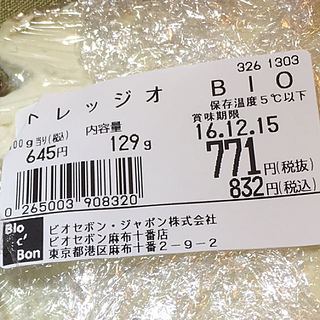 326 1303
トレッジオ BIO
保存温度5℃以下
00g当り(税込) 内容量 賞味期限
645円 129g 16.12.15
771円(税抜)
832円(税込)
0 265003 908320
Bio c' Bon
ビオセボン・ジャポン株式会社
ビオセボン麻布十番店
東京都港区麻布十番2-9-2